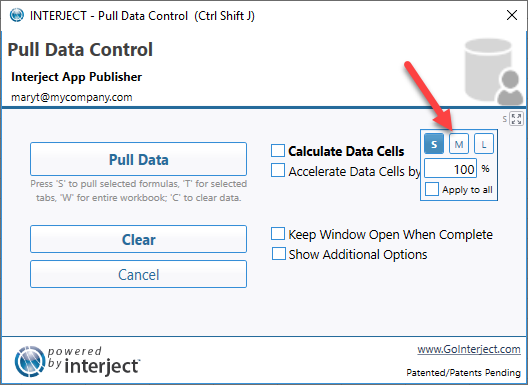 INTERJECT - Pull Data Control (Ctrl Shift J)
Pull Data Control
Interject App Publisher
maryt@mycompany.com
S
S M L
100 %
Apply to all
Pull Data
Press 'S' to pull selected formulas, 'T' for selected
tabs, 'W' for entire workbook; 'C' to clear data.
Calculate Data Cells
Accelerate Data Cells by
Clear
Cancel
Keep Window Open When Complete
Show Additional Options
powered
by interject
www.GoInterject.com
Patented/Patents Pending